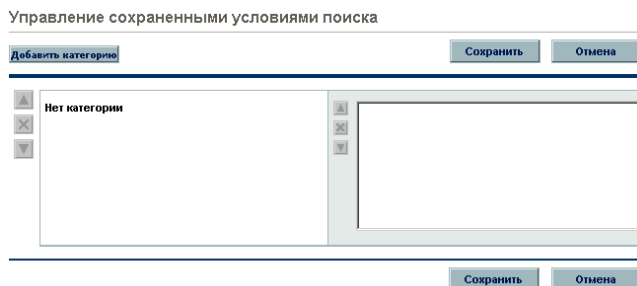 Управление сохраненными условиями поиска
Добавить категорию
Сохранить
Отмена
Нет категории
Сохранить
Отмена